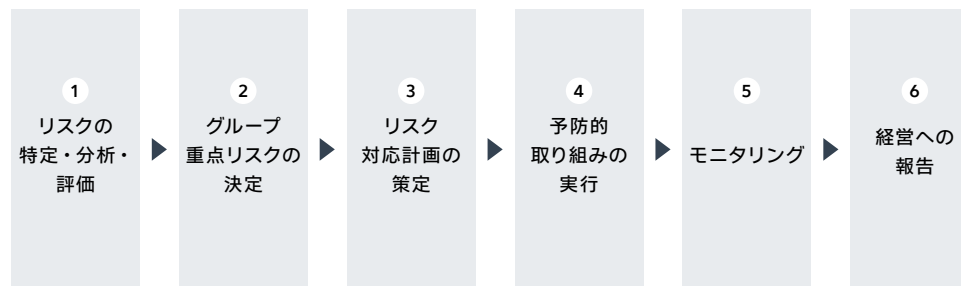 1
リスクの
特定・分析・
評価
2
グループ
重点リスクの
決定
3
リスク
対応計画の
策定
4
予防的
取り組みの
実行
5
モニタリング
6
経営への
報告